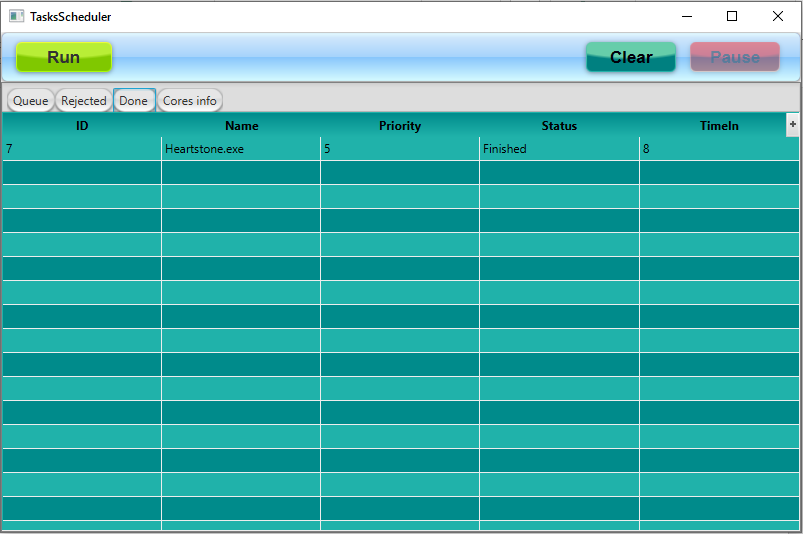 TasksScheduler
Run Clear Pause
Queue Rejected Done Cores info
ID Name Priority Status TimeIn +
7 Heartstone.exe 5 Finished 8